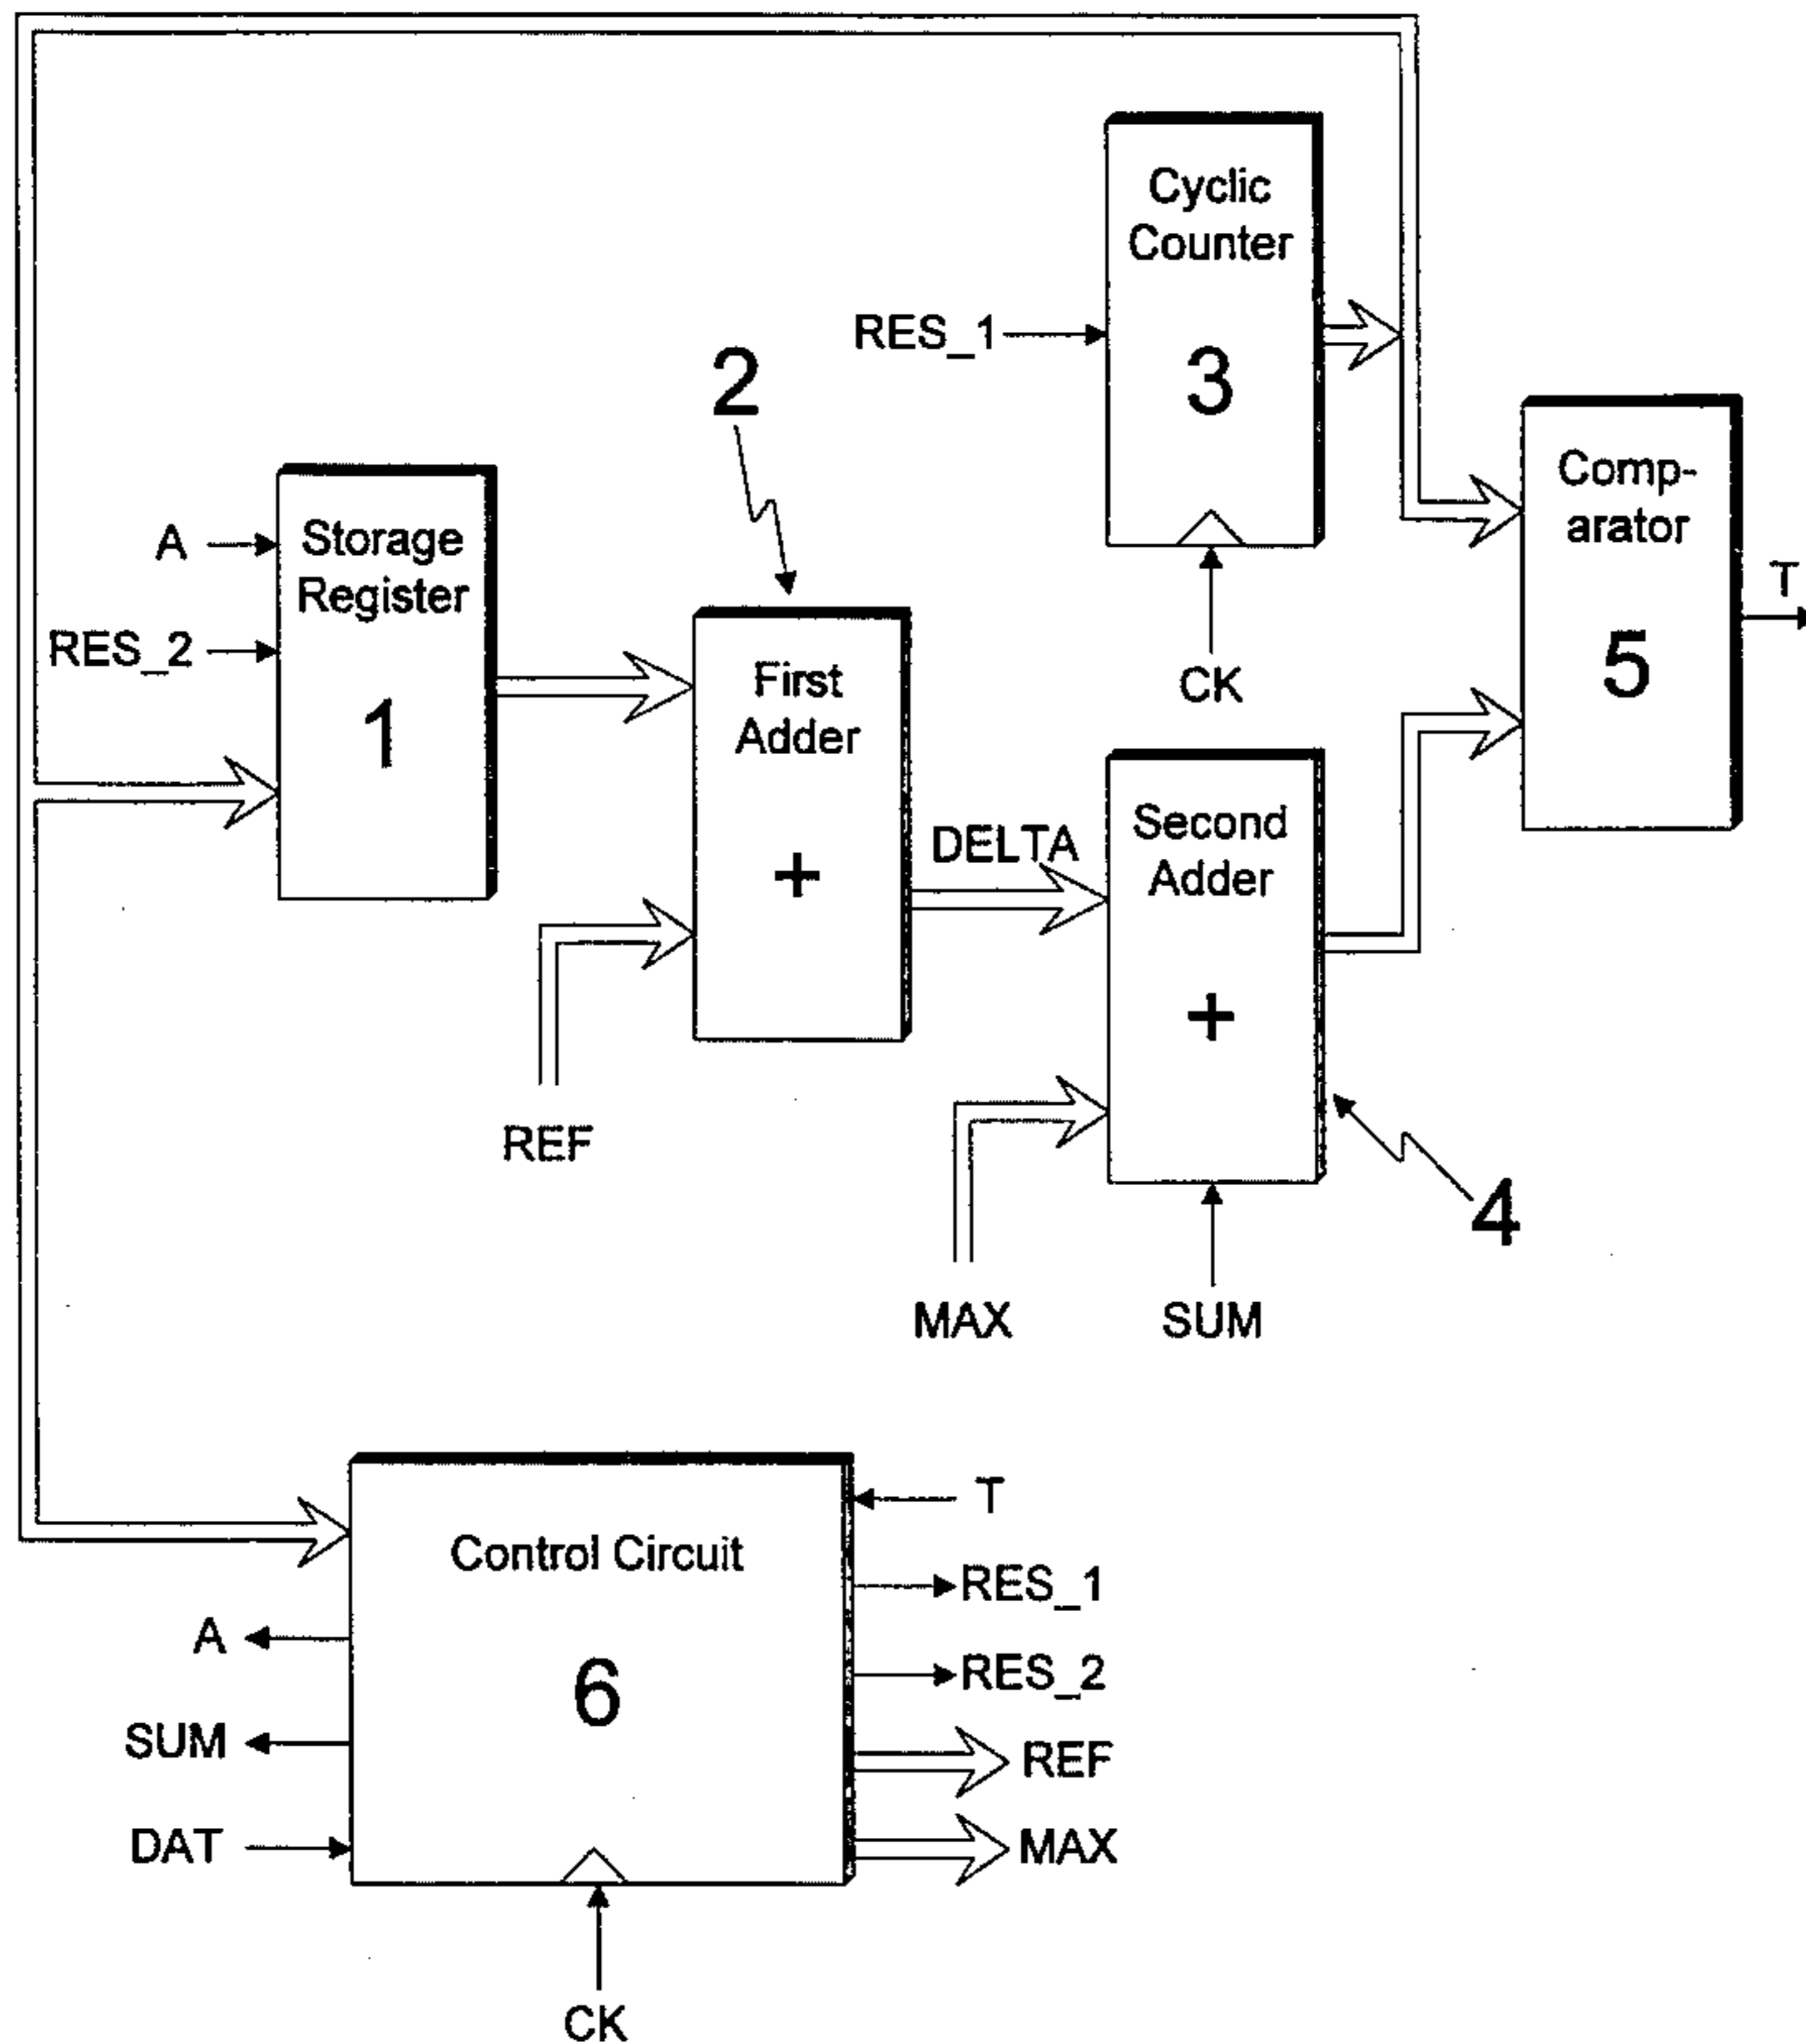 Cyclic
Counter
3
RES_1
CK
2
Comp-
arator
5
T
A
Storage
Register
RES_2
1
First
Adder
+
REF
DELTA
Second
Adder
+
MAX
SUM
4
Control Circuit
6
T
RES_1
RES_2
REF
MAX
A
SUM
DAT
CK